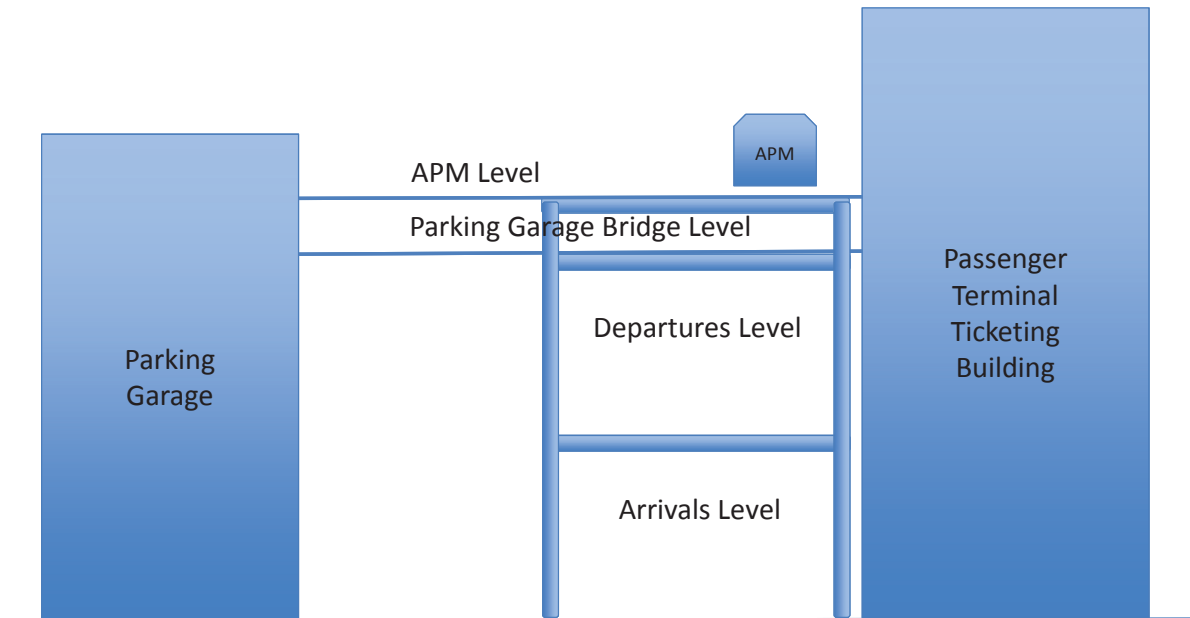 APM
APM Level
Parking Garage Bridge Level
Passenger
Terminal
Ticketing
Building
Departures Level
Parking
Garage
Arrivals Level